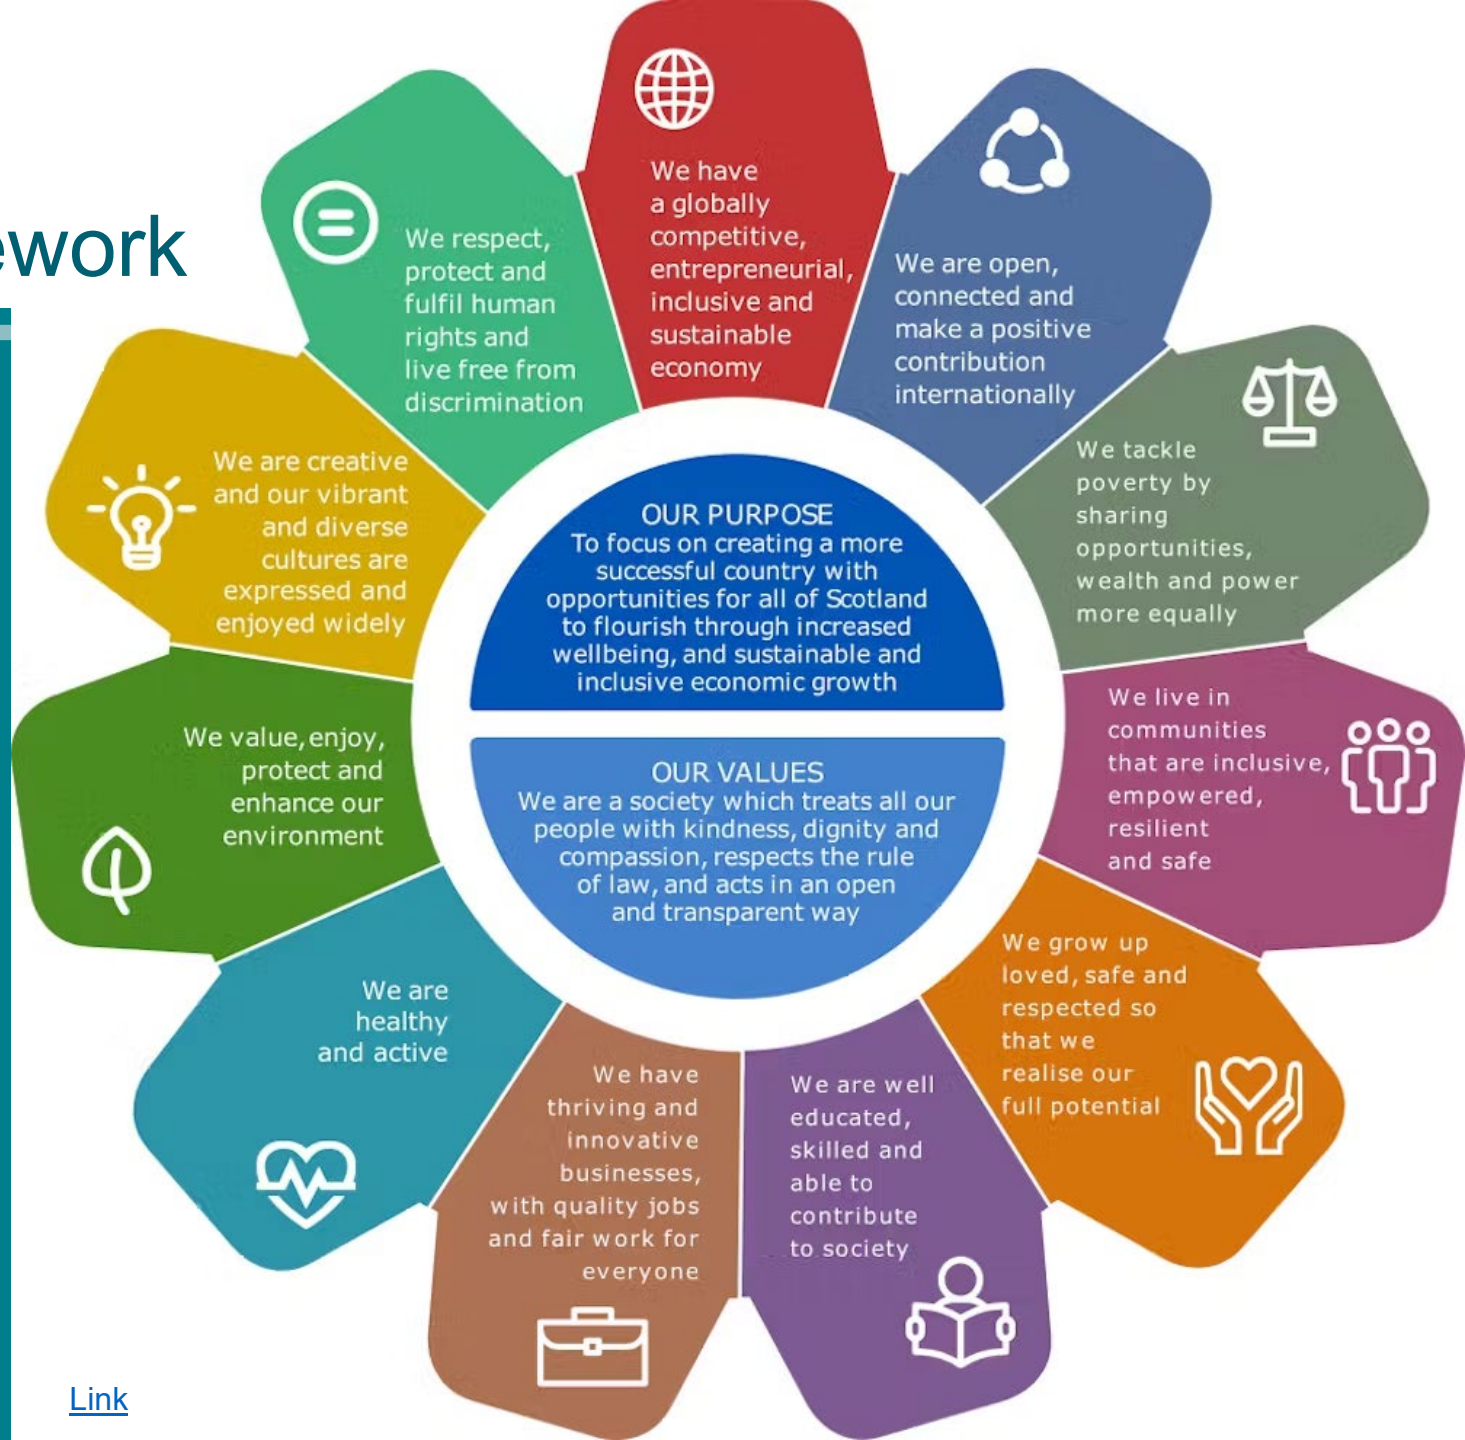 ework
We have
a globally
competitive,
entrepreneurial,
inclusive and
sustainable
economy
We are open,
connected and
make a positive
contribution
internationally
We tackle
poverty by
sharing
opportunities,
wealth and power
more equally
We live in
communities
that are inclusive,
empowered,
resilient
and safe
We grow up
loved, safe and
respected so
that we
realise our
full potential
We are well
educated,
skilled and
able to
contribute
to society
We have
thriving and
innovative
businesses,
with quality jobs
and fair work for
everyone
We are
healthy
and active
We value, enjoy,
protect and
enhance our
environment
We are creative
and our vibrant
and diverse
cultures are
expressed and
enjoyed widely
We respect,
protect and
fulfil human
rights and
live free from
discrimination
OUR PURPOSE
To focus on creating a more
successful country with
opportunities for all of Scotland
to flourish through increased
wellbeing, and sustainable and
inclusive economic growth
OUR VALUES
We are a society which treats all our
people with kindness, dignity and
compassion, respects the rule
of law, and acts in an open
and transparent way
Link